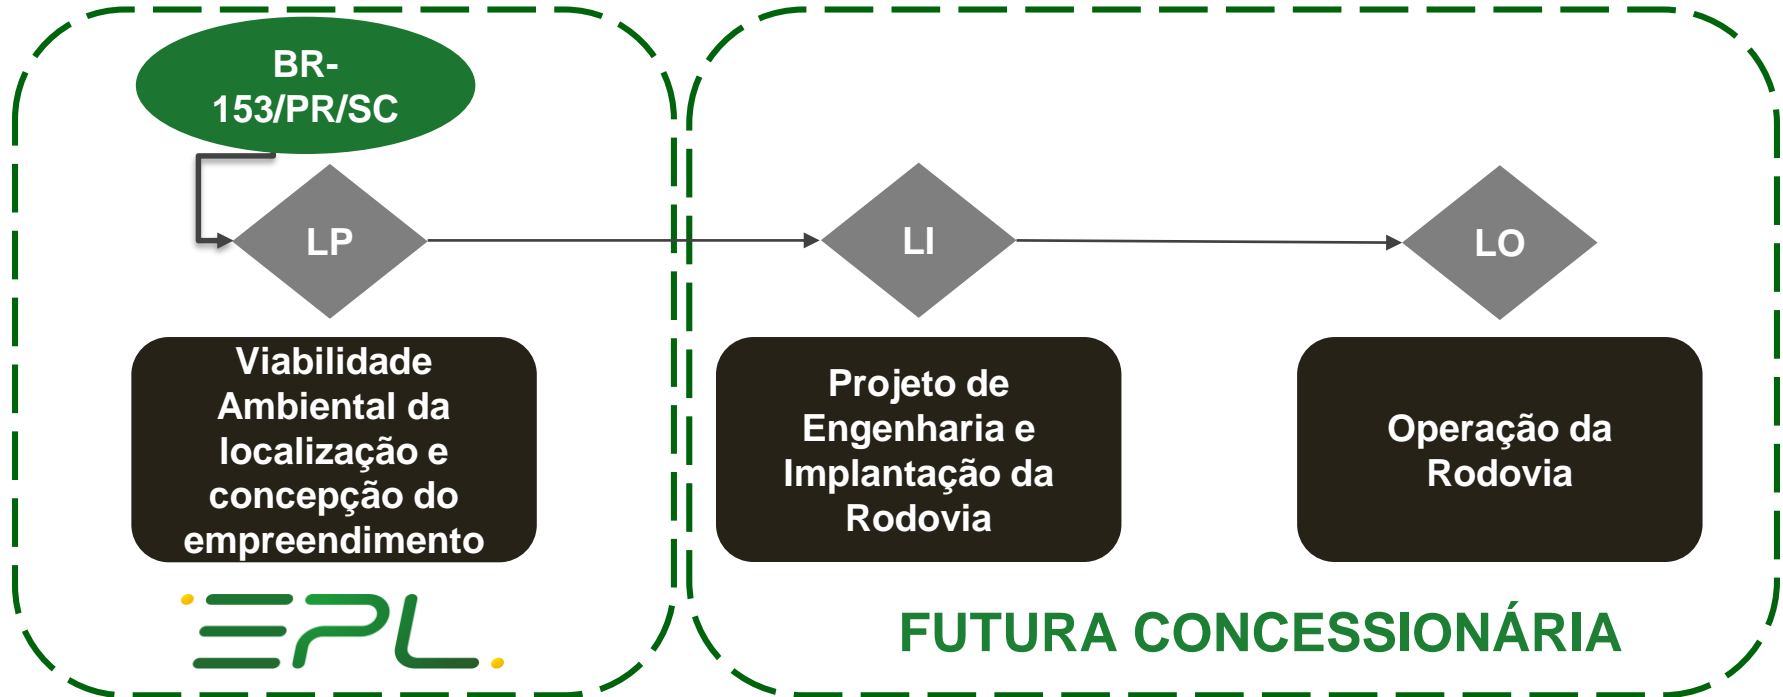 BR-
153/PR/SC
LP
LI
LO
Viabilidade
Ambiental da
localização e
concepção do
empreendimento
Projeto de
Engenharia e
Implantação da
Rodovia
Operação da
Rodovia
EPL
FUTURA CONCESSIONÁRIA